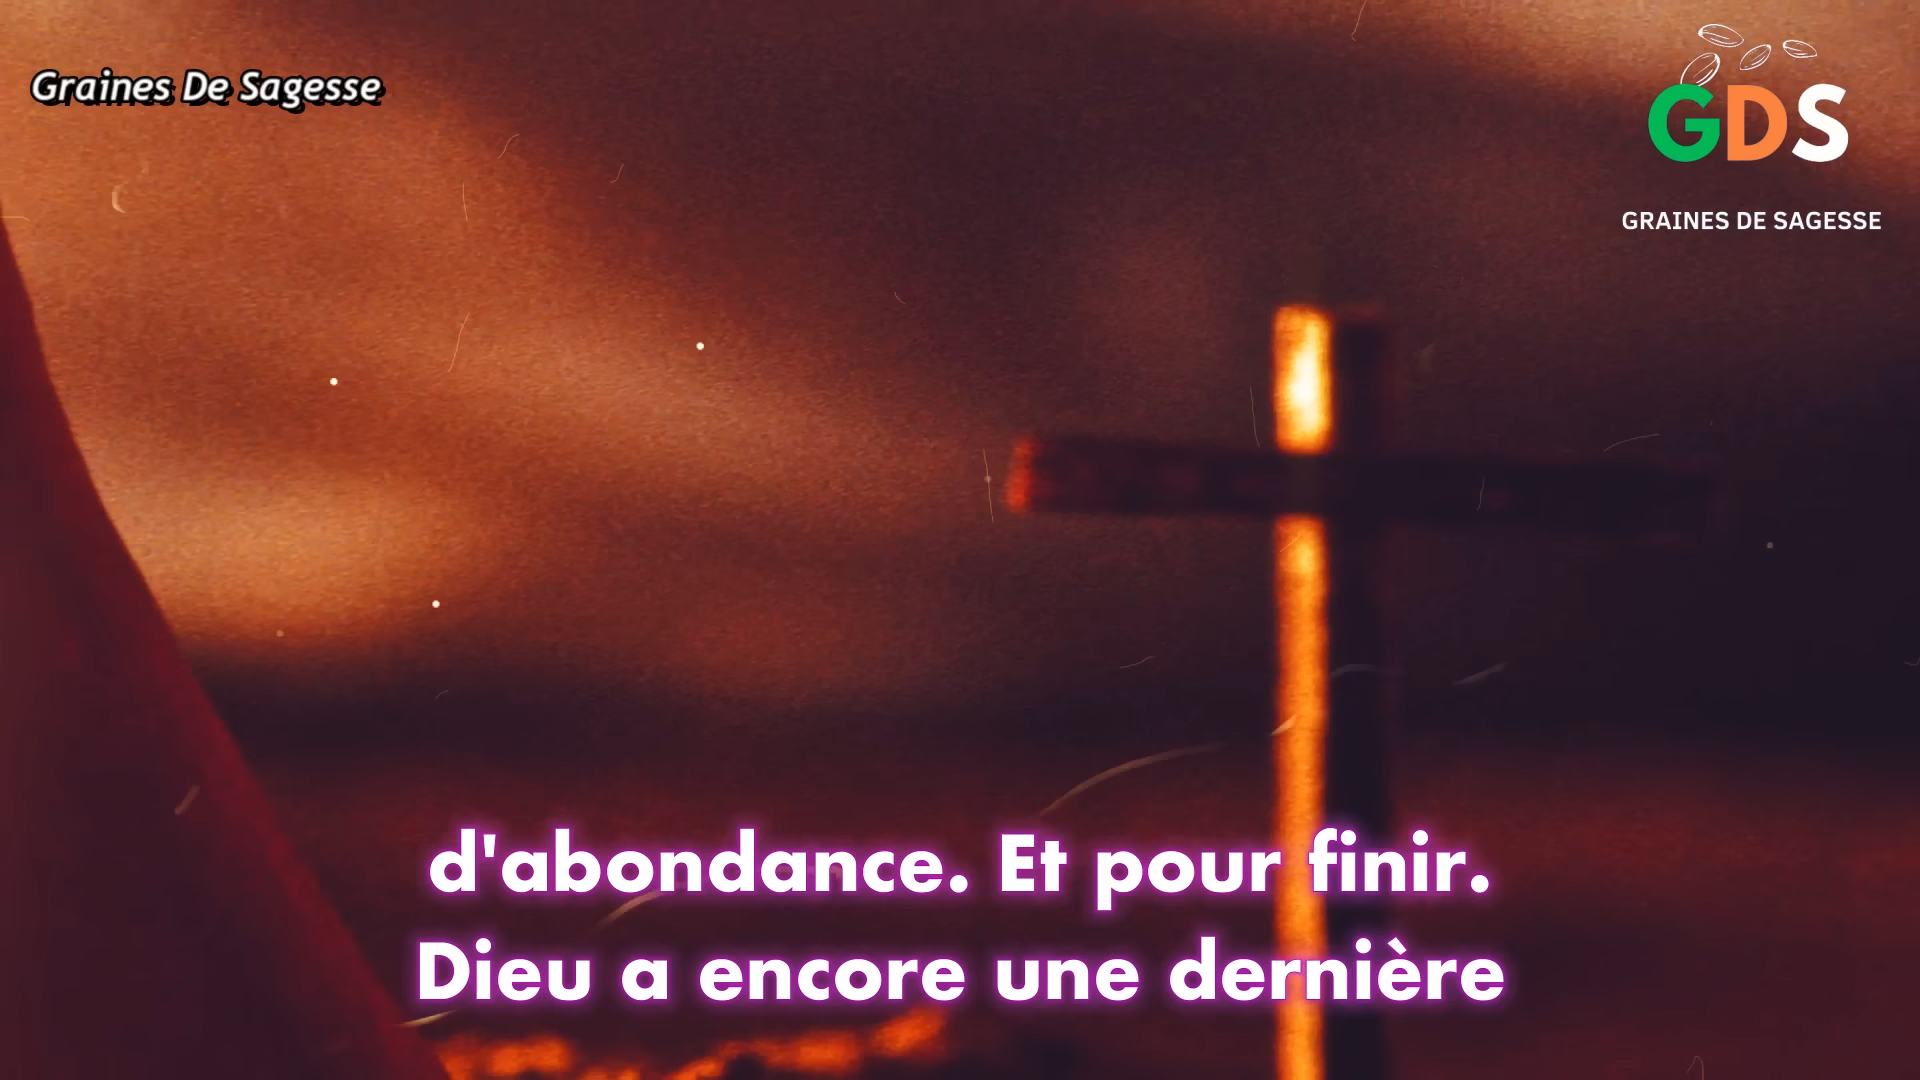 Graines De Sagesse
GDS
GRAINES DE SAGESSE
d'abondance. Et pour finir.
Dieu a encore une dernière